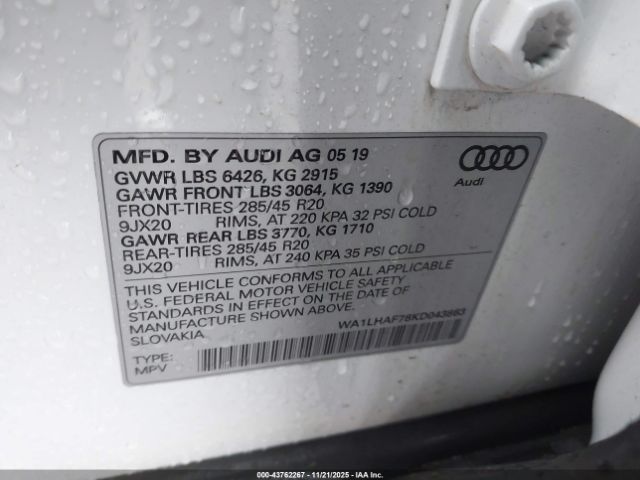 MFD. BY AUDI AG 05 19
GVWR LBS 6426, KG 2915
GAWR FRONT LBS 3064, KG 1390
FRONT-TIRES 285/45 R20
9JX20 RIMS, AT 220 KPA 32 PSI COLD
GAWR REAR LBS 3770, KG 1710
REAR-TIRES 285/45 R20
9JX20 RIMS, AT 240 KPA 35 PSI COLD
Audi
THIS VEHICLE CONFORMS TO ALL APPLICABLE
U.S. FEDERAL MOTOR VEHICLE SAFETY
STANDARDS IN EFFECT ON THE DATE OF
MANUFACTURE SHOWN ABOVE.
SLOVAKIA
WA1LHAF78KD043863
TYPE:
MPV
00-43762267 - 11/21/2025 - IAAI.COM